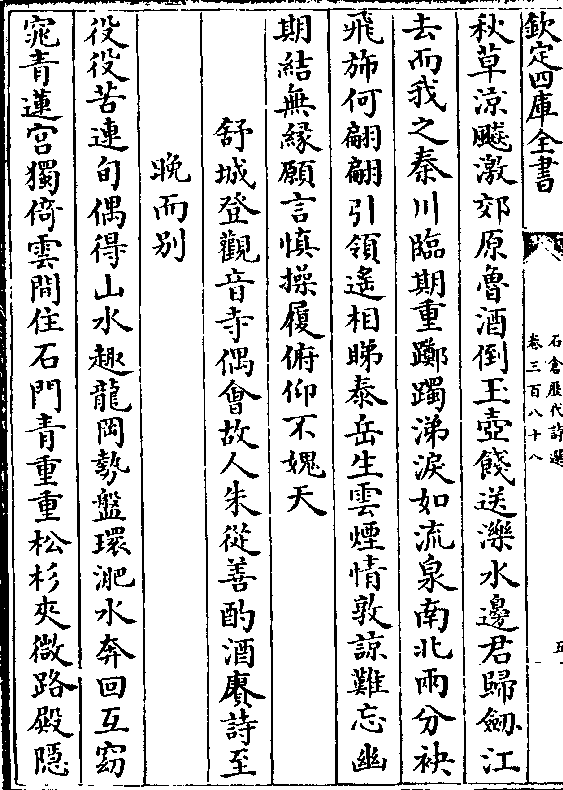 欽定四庫全書
石倉歷代詩選
卷三百八十八
五
秋草涼飈激郊原魯酒倒玉壺餞送濼水邊君歸劒江
去而我之秦川臨期重躑躅涕淚如流泉南北兩分袂
飛斾何翩翩引領遙相睇泰岳生雲煙情敦諒難忘幽
期結無緣願言慎操履俯仰不媿天
舒城登觀音寺偶會故人朱從善酌酒賡詩至
晚而别
役役苦連旬偶得山水趣龍岡勢盤環淝水奔回互窈
窕青蓮宫獨倚雲間住石門青重重松杉夾微路殿隱